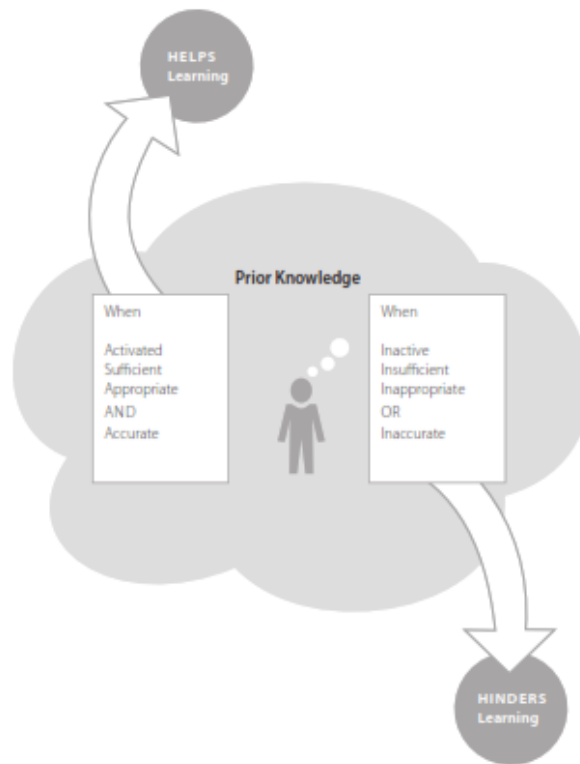 HELPS
Learning
Prior Knowledge
When
Activated
Sufficient
Appropriate
AND
Accurate
When
Inactive
Insufficient
Inappropriate
OR
Inaccurate
HINDERS
Learning